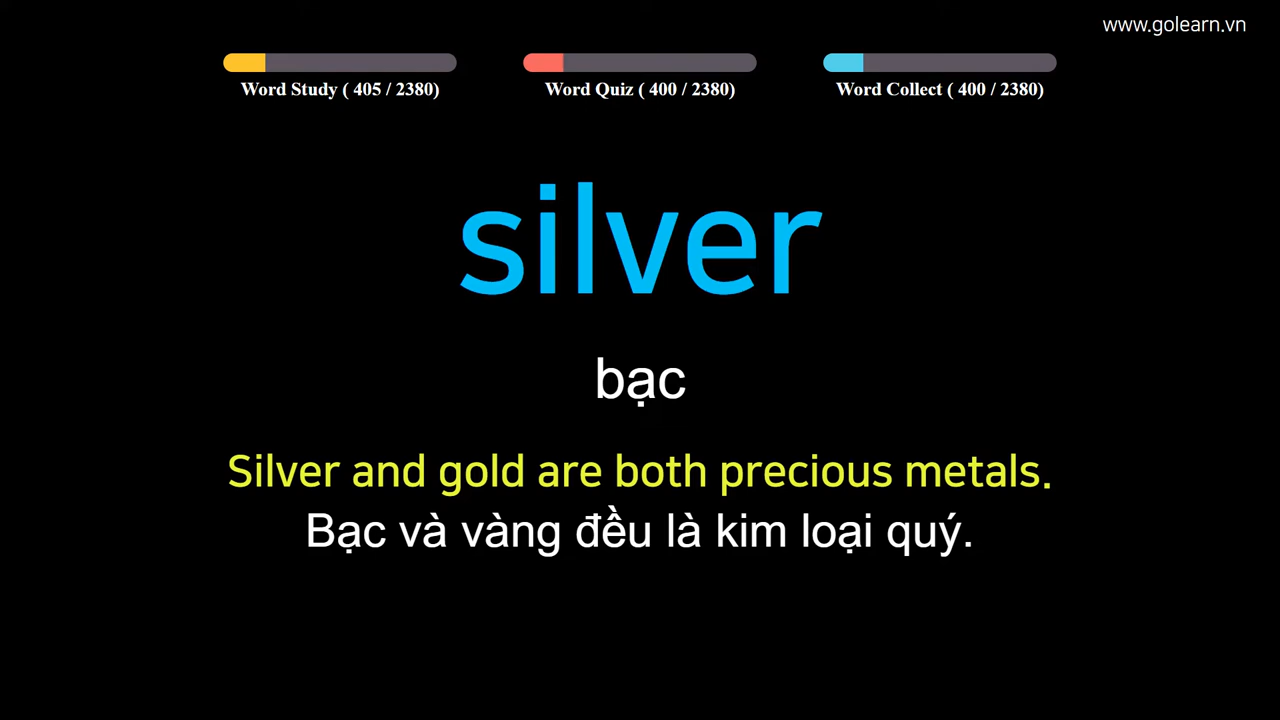 www.golearn.vn
Word Study ( 405 / 2380)
Word Quiz ( 400 / 2380)
Word Collect ( 400 / 2380)
silver
bạc
Silver and gold are both precious metals.
Bạc và vàng đều là kim loại quý.